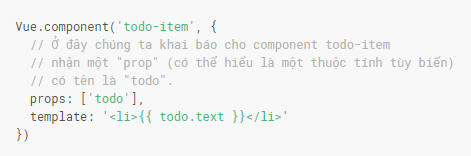 Vue.component('todo-item', {
// Ở đây chúng ta khai báo cho component todo-item
// nhận một "prop" (có thể hiểu là một thuộc tính tùy biến)
// có tên là "todo".
props: ['todo'],
template: '<li>{{ todo.text }}</li>'
})